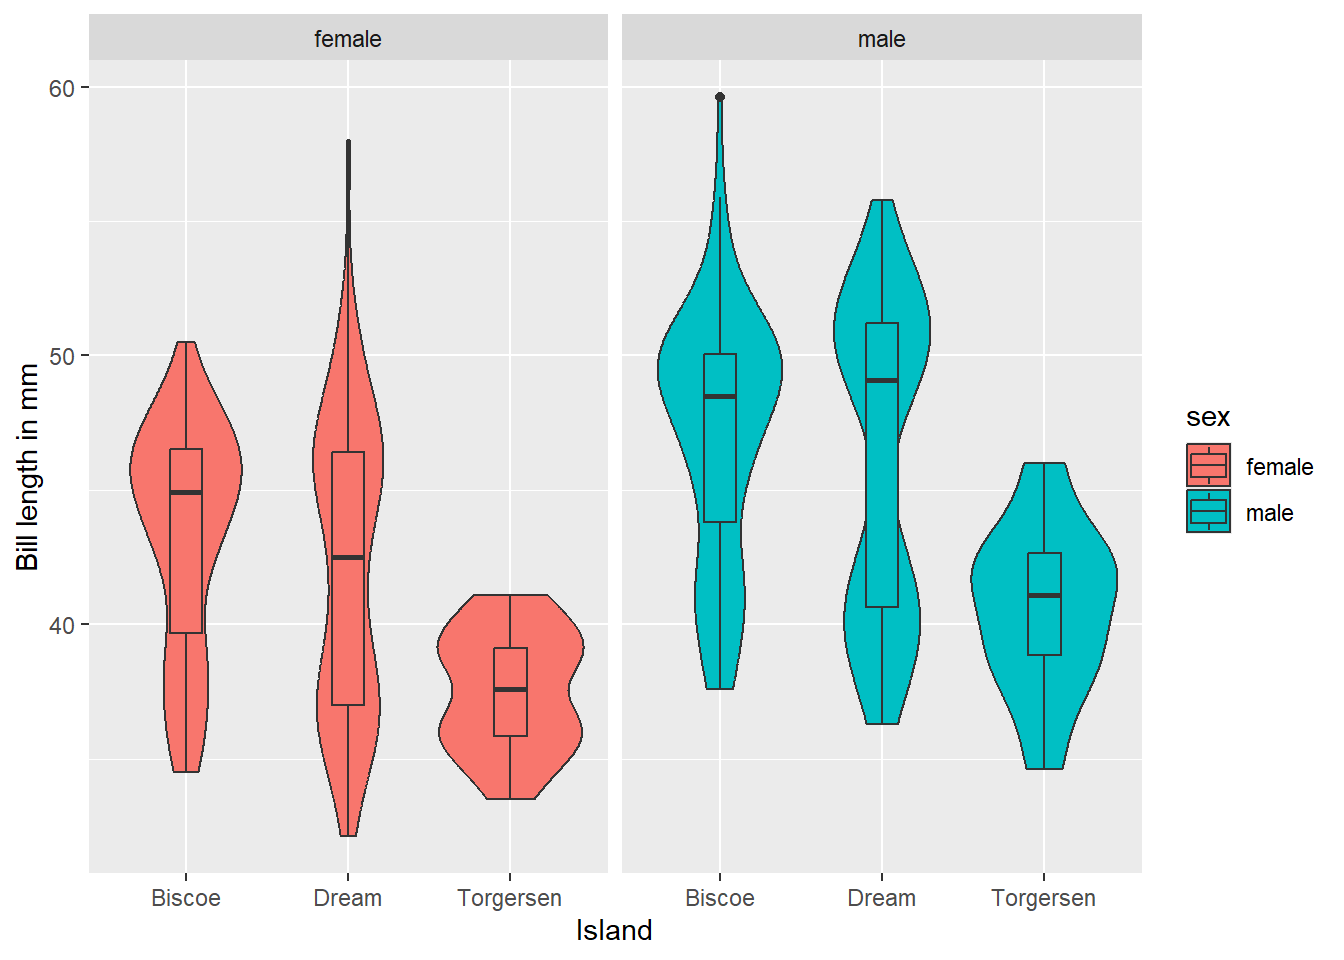 female
male
60
50
40
Bill length in mm
Biscoe
Dream
Torgersen
Biscoe
Dream
Torgersen
Island
sex
female
male